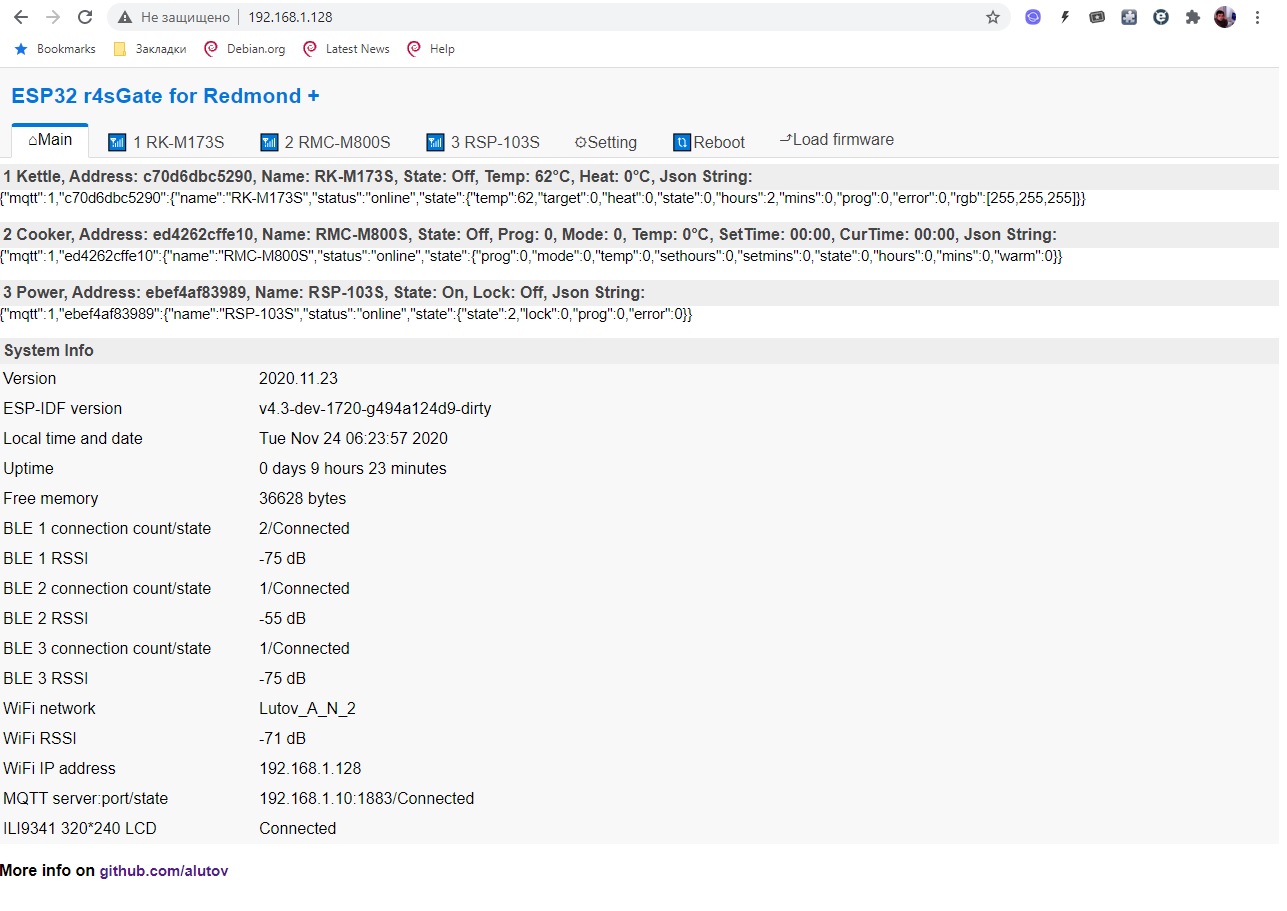 Не защищено 192.168.1.128
Bookmarks Закладки Debian.org Latest News Help
ESP32 r4sGate for Redmond +
⌂Main 1 RK-M173S 2 RMC-M800S 3 RSP-103S ⚙Setting Reboot Load firmware
1 Kettle, Address: c70d6dbc5290, Name: RK-M173S, State: Off, Temp: 62°C, Heat: 0°C, Json String:
{"mqtt":1,"c70d6dbc5290":{"name":"RK-M173S","status":"online","state":{"temp":62,"target":0,"heat":0,"state":0,"hours":2,"mins":0,"prog":0,"error":0,"rgb":[255,255,255]}}
2 Cooker, Address: ed4262cffe10, Name: RMC-M800S, State: Off, Prog: 0, Mode: 0, Temp: 0°C, SetTime: 00:00, CurTime: 00:00, Json String:
{"mqtt":1,"ed4262cffe10":{"name":"RMC-M800S","status":"online","state":{"prog":0,"mode":0,"temp":0,"sethours":0,"setmins":0,"state":0,"hours":0,"mins":0,"warm":0}}
3 Power, Address: ebef4af83989, Name: RSP-103S, State: On, Lock: Off, Json String:
{"mqtt":1,"ebef4af83989":{"name":"RSP-103S","status":"online","state":{"state":2,"lock":0,"prog":0,"error":0}}
System Info
Version 2020.11.23
ESP-IDF version v4.3-dev-1720-g494a124d9-dirty
Local time and date Tue Nov 24 06:23:57 2020
Uptime 0 days 9 hours 23 minutes
Free memory 36628 bytes
BLE 1 connection count/state 2/Connected
BLE 1 RSSI -75 dB
BLE 2 connection count/state 1/Connected
BLE 2 RSSI -55 dB
BLE 3 connection count/state 1/Connected
BLE 3 RSSI -75 dB
WiFi network Lutov_A_N_2
WiFi RSSI -71 dB
WiFi IP address 192.168.1.128
MQTT server:port/state 192.168.1.10:1883/Connected
ILI9341 320*240 LCD Connected
More info on github.com/alutov